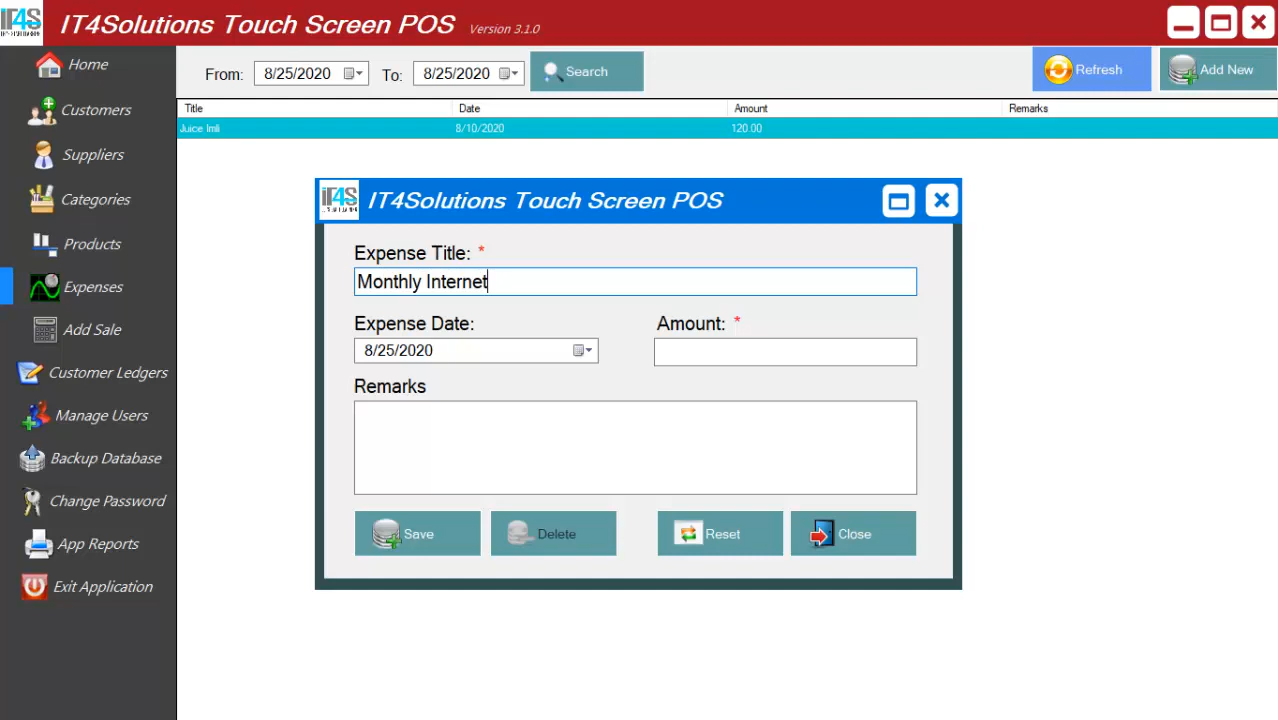 IT4S
IT4Solutions Touch Screen POS Version 3.1.0
Home
Customers
Suppliers
Categories
Products
Expenses
Add Sale
Customer Ledgers
Manage Users
Backup Database
Change Password
App Reports
Exit Application
From: 8/25/2020 To: 8/25/2020 Search Refresh Add New
Title Date Amount Remarks
Juice Imli 8/10/2020 120.00
IT4S
IT4Solutions Touch Screen POS
Expense Title: *
Monthly Internet
Expense Date: Amount: *
8/25/2020
Remarks
Save Delete Reset Close